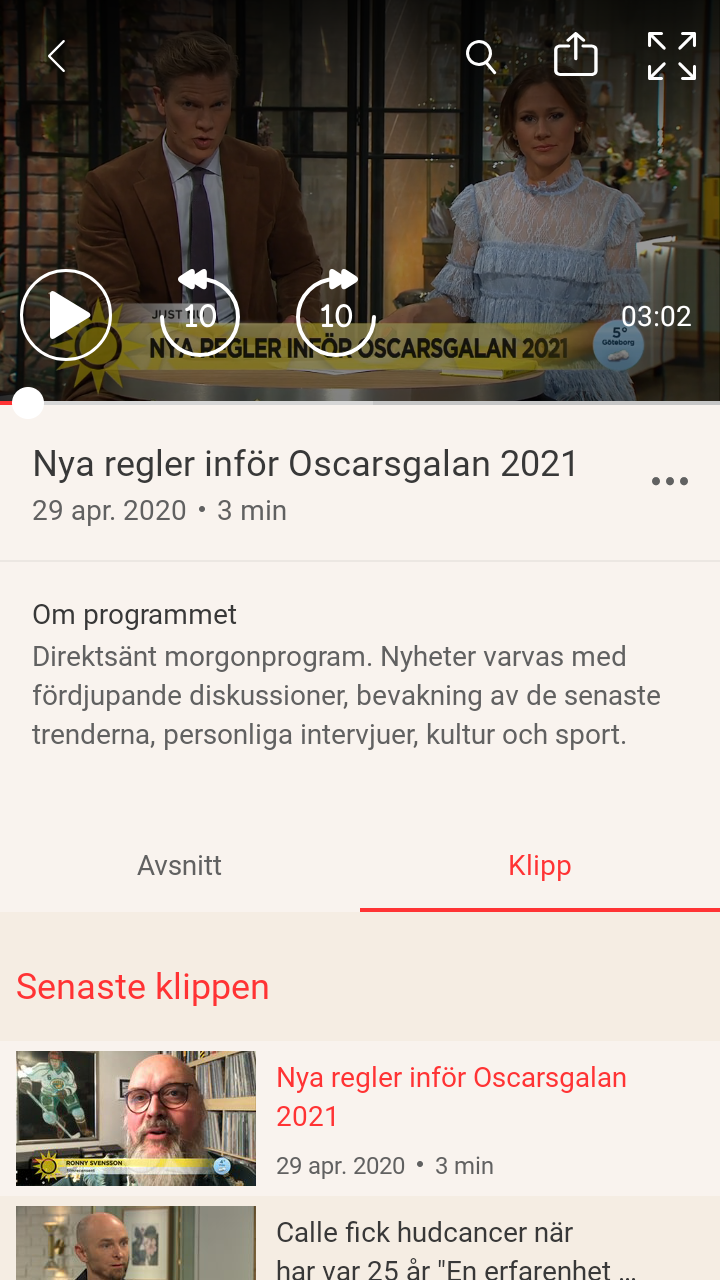 JUST NU
10
10
03:02
NYA REGLER INFÖR OSCARSGALAN 2021
5°
Göteborg
Nya regler inför Oscarsgalan 2021
29 apr. 2020 • 3 min
Om programmet
Direktsänt morgonprogram. Nyheter varvas med
fördjupande diskussioner, bevakning av de senaste
trenderna, personliga intervjuer, kultur och sport.
Avsnitt
Klipp
Senaste klippen
RONNY SVENSSON
Nya regler inför Oscarsgalan
2021
29 apr. 2020 • 3 min
Calle fick hudcancer när
han var 25 år "En erfarenhet ...